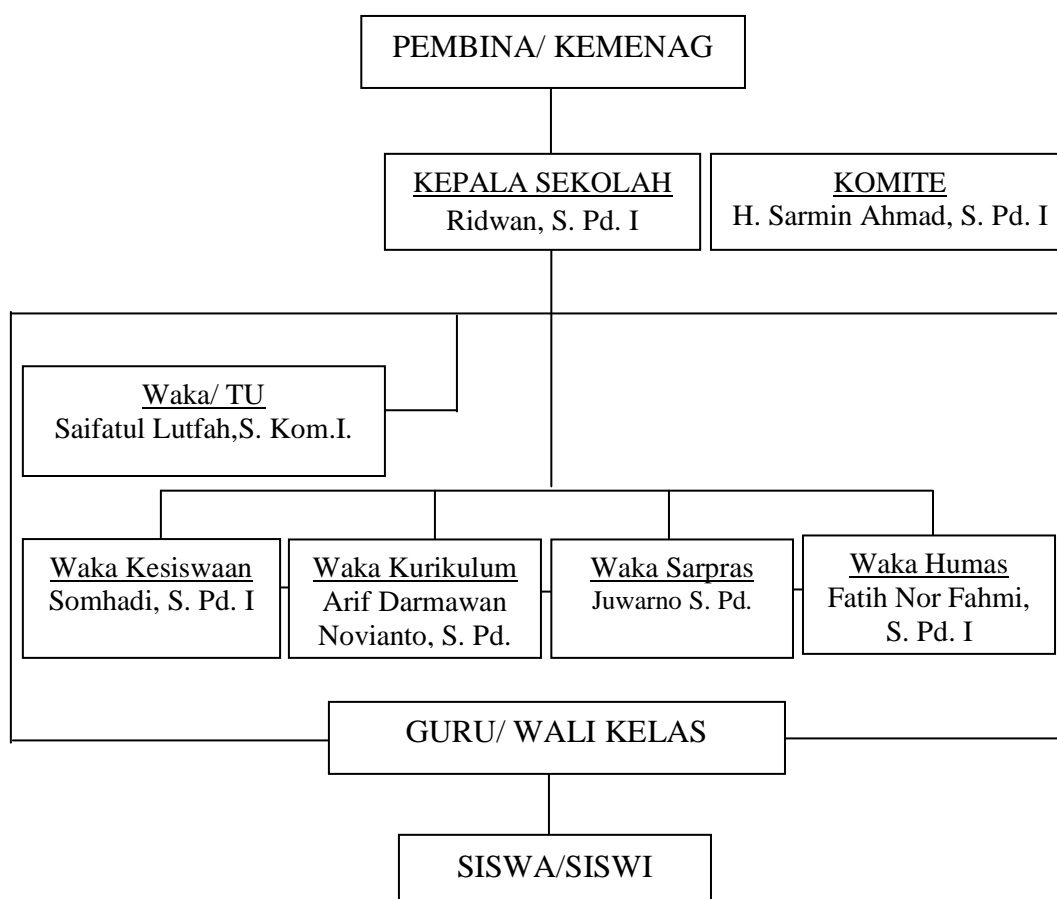 PEMBINA/ KEMENAG
KEPALA SEKOLAH
Ridwan, S. Pd. I
KOMITE
H. Sarmin Ahmad, S. Pd. I
Waka/ TU
Saifatul Lutfah,S. Kom.I.
Waka Kesiswaan
Somhadi, S. Pd. I
Waka Kurikulum
Arif Darmawan
Novianto, S. Pd.
Waka Sarpras
Juwarno S. Pd.
Waka Humas
Fatih Nor Fahmi,
S. Pd. I
GURU/ WALI KELAS
SISWA/SISWI